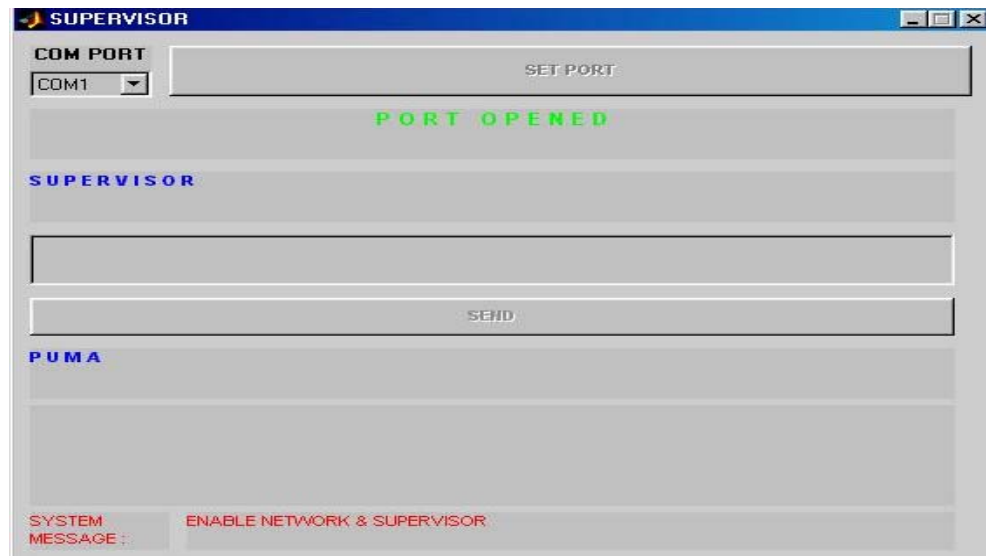 SUPERVISOR
COM PORT
COM1
SET PORT
PORT OPENED
SUPERVISOR
SEND
PUMA
SYSTEM
MESSAGE :
ENABLE NETWORK & SUPERVISOR